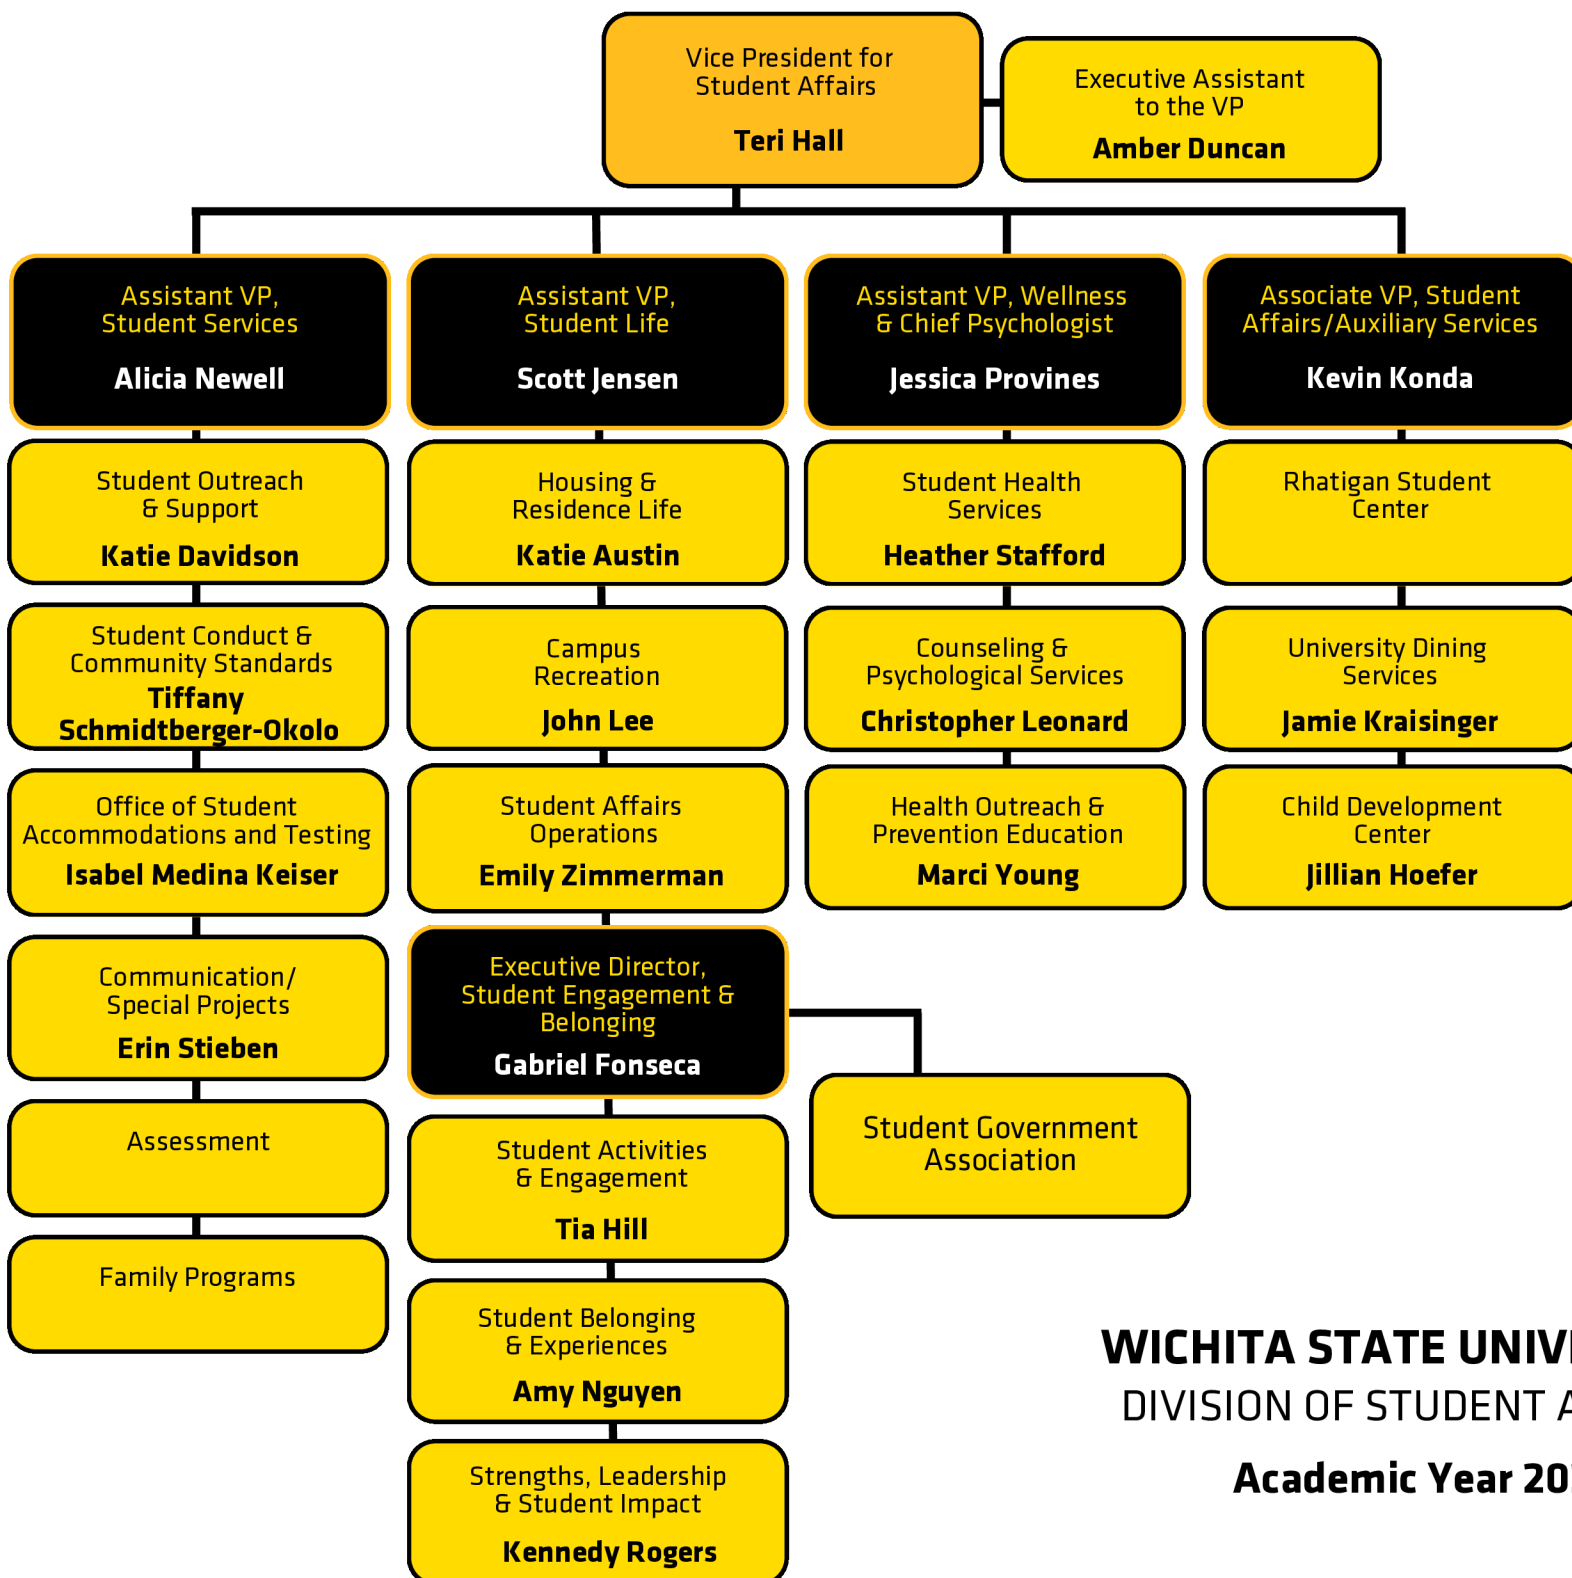 Vice President for
Student Affairs
Teri Hall
Executive Assistant
to the VP
Amber Duncan
Assistant VP,
Student Services
Alicia Newell
Assistant VP,
Student Life
Scott Jensen
Assistant VP, Wellness
& Chief Psychologist
Jessica Provines
Associate VP, Student
Affairs/Auxiliary Services
Kevin Konda
Student Outreach
& Support
Katie Davidson
Housing &
Residence Life
Katie Austin
Student Health
Services
Heather Stafford
Rhatigan Student
Center
Student Conduct &
Community Standards
Tiffany
Schmidtberger-Okolo
Campus
Recreation
John Lee
Counseling &
Psychological Services
Christopher Leonard
University Dining
Services
Jamie Kraisinger
Office of Student
Accommodations and Testing
Isabel Medina Keiser
Student Affairs
Operations
Emily Zimmerman
Health Outreach &
Prevention Education
Marci Young
Child Development
Center
Jillian Hoefer
Communication/
Special Projects
Erin Stieben
Executive Director,
Student Engagement &
Belonging
Gabriel Fonseca
Assessment
Student Activities
& Engagement
Tia Hill
Student Government
Association
Family Programs
Student Belonging
& Experiences
Amy Nguyen
Strengths, Leadership
& Student Impact
Kennedy Rogers
WICHITA STATE
DIVISION OF STUDENT
Academic Year